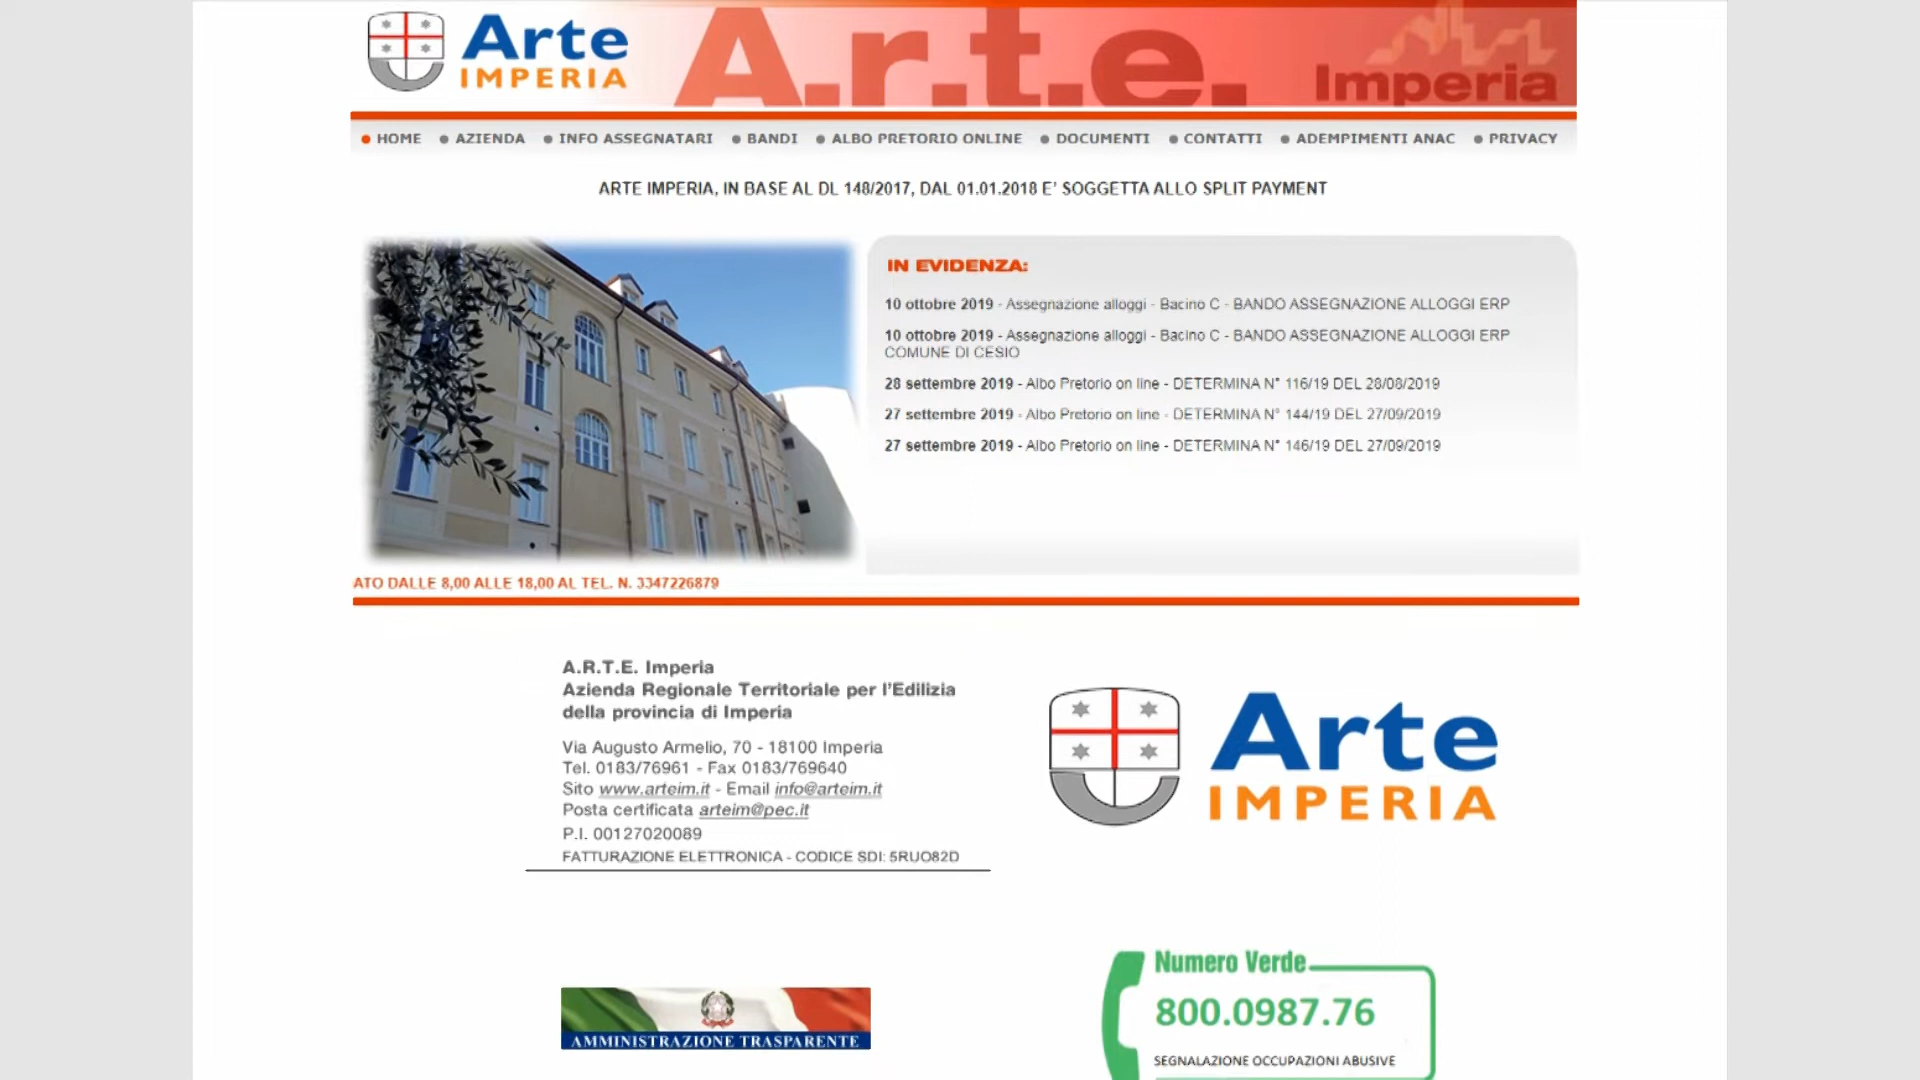 Arte
IMPERIA
A.r.t.e.
Imperia
HOME AZIENDA INFO ASSEGNATARI BANDI ALBO PRETORIO ONLINE DOCUMENTI CONTATTI ADEMPIMENTI ANAC PRIVACY
ARTE IMPERIA, IN BASE AL DL 148/2017, DAL 01.01.2018 E' SOGGETTA ALLO SPLIT PAYMENT
IN EVIDENZA:
10 ottobre 2019 - Assegnazione alloggi - Bacino C - BANDO ASSEGNAZIONE ALLOGGI ERP
10 ottobre 2019 - Assegnazione alloggi - Bacino C - BANDO ASSEGNAZIONE ALLOGGI ERP
COMUNE DI CESIO
28 settembre 2019 - Albo Pretorio on line - DETERMINA N° 116/19 DEL 28/08/2019
27 settembre 2019 - Albo Pretorio on line - DETERMINA N° 144/19 DEL 27/09/2019
27 settembre 2019 - Albo Pretorio on line - DETERMINA N° 146/19 DEL 27/09/2019
ATO DALLE 8,00 ALLE 18,00 AL TEL. N. 3347226879
A.R.T.E. Imperia
Azienda Regionale Territoriale per l'Edilizia
della provincia di Imperia
Via Augusto Armelio, 70 - 18100 Imperia
Tel. 0183/76961 - Fax 0183/769640
Sito www.arteim.it - Email info@arteim.it
Posta certificata arteim@pec.it
P.I. 00127020089
FATTURAZIONE ELETTRONICA - CODICE SDI: 5RUO82D
Arte
IMPERIA
AMMINISTRAZIONE TRASPARENTE
Numero Verde
800.0987.76
SEGNALAZIONE OCCUPAZIONI ABUSIVE